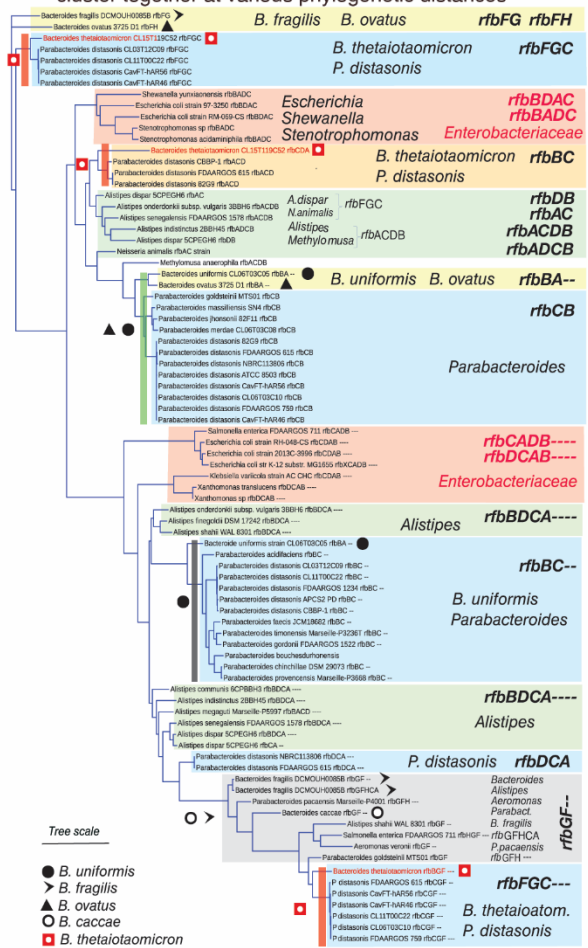 cluster together at various phylogenetic distances
Bacteroides fragilis DCMOUH0085B rfbFG
Bacteroides ovatus 3725 D1 rfbFH
B. fragilis B. ovatus rfbFG rfbFH
Bacteroides thetaiotaomicron CL15T119C52 rfbFGC
Parabacteroides distasonis CL03T12C09 rfbFGC
Parabacteroides distasonis CL11T00C22 rfbFGC
Parabacteroides distasonis CavFT-hAR56 rfbFGC
Parabacteroides distasonis CavFT-hAR46 rfbFGC
B. thetaiotaomicron
P. distasonis
rfbFGC
Shewanella yunxiaonensis rfbBADC
Escherichia coli strain 97-3250 rfbBDAC
Escherichia coli strain RM-069-C5 rfbBDAC
Stenotrophomonas sp rfbBADC
Stenotrophomonas acidaminiphila rfbBADC
Escherichia
Shewanella
Stenotrophomonas
rfbBDAC
rfbBADC
Enterobacteriaceae
Bacteroides thetaiotaomicron CL15T119C52 rfbCDA
Parabacteroides distasonis CBBP-1 rfbACD
Parabacteroides distasonis FDAARGOS 615 rfbACD
Parabacteroides distasonis 82G9 rfbACD
B. thetaiotaomicron
P. distasonis
rfbBC
Alistipes dispar 5CPEGH6 rfbAC
Alistipes onderdonkii subsp. vulgaris 3BBH6 rfbACDB
Alistipes senegalensis FDAARGOS 1578 rfbACDB
Alistipes indistinctus 2BH45 rfbADCB
Alistipes dispar 5CPEGH6 rfbDB
Neisseria animalis rfbAC strain
A.dispar
N.animalis
rfbFGC
Alistipes
Methylomusa
rfbACDB
rfbDB
rfbAC
rfbACDB
rfbADCB
Methylomusa anaerophila rfbACDB
Bacteroides uniformis CL06T03C05 rfbBA --
Bacteroides ovatus 3725 D1 rfbBA --
B. uniformis B. ovatus rfbBA--
Parabacteroides goldsteinii MTS01 rfbCB
Parabacteroides massiliensis SN4 rfbCB
Parabacteroides jhonsonii 82F11 rfbCB
Parabacteroides merdae CL06T03C08 rfbCB
Parabacteroides distasonis 82G9 rfbCB
Parabacteroides distasonis FDAARGOS 615 rfbCB
Parabacteroides distasonis NBRC113806 rfbCB
Parabacteroides distasonis ATCC 8503 rfbCB
Parabacteroides distasonis CavFT-hAR56 rfbCB
Parabacteroides distasonis CL06T03C10 rfbCB
Parabacteroides distasonis FDAARGOS 759 rfbCB
Parabacteroides distasonis CavFT-hAR46 rfbCB
rfbCB
Parabacteroides
Salmonella enterica FDAARGOS 711 rfbCADB ----
Escherichia coli strain RH-048-CS rfbCADB ----
Escherichia coli strain 2013C-3996 rfbCADB ----
Escherichia coli str K-12 substr. MG1655 rfbXCADB ----
Klebsiella variicola strain AC CHC rfbDCAB ----
Xanthomonas translucens rfbDCAB ----
Xanthomonas sp rfbDCAB ----
rfbCADB----
rfbDCAB----
Enterobacteriaceae
Alistipes onderdonkii subsp. vulgaris 3BBH6 rfbBDCA ----
Alistipes finegoldii DSM 17242 rfbBDCA ----
Alistipes shahii WAL 8301 rfbBDCA ----
Alistipes
rfbBDCA----
Bacteroide uniformis strain CL06T03C05 rfbBA --
Parabacteroides acidifaciens rfbBC --
Parabacteroides distasonis CL03T12C09 rfbBC --
Parabacteroides distasonis CL11T00C22 rfbBC --
Parabacteroides distasonis FDAARGOS 1234 rfbBC --
Parabacteroides distasonis APCS2 PD rfbBC --
Parabacteroides distasonis CBBP-1 rfbBC --
Parabacteroides faecis JCM18682 rfbBC --
Parabacteroides timonensis Marseille-P3236T rfbBC --
Parabacteroides gordonii FDAARGOS 1522 rfbBC --
Parabacteroides bouchesdurhonensis
Parabacteroides chinchillae DSM 29073 rfbBC --
Parabacteroides provencensis Marseille-P3668 rfbBC --
rfbBC--
B. uniformis
Parabacteroides
Alistipes communis 6CPBBH3 rfbBDCA ----
Alistipes indistinctus 2BBH45 rfbBDCA ----
Alistipes megaguti Marseille-P5997 rfbBACD ----
Alistipes senegalensis FDAARGOS 1578 rfbBDCA ----
Alistipes dispar 5CPEGH6 rfbBDCA ----
Alistipes dispar 5CPEGH6 rfbCA --
rfbBDCA----
Alistipes
Parabacteroides distasonis NBRC113806 rfbDCA ----
Parabacteroides distasonis FDAARGOS 615 rfbDCA ----
P. distasonis rfbDCA
Bacteroides fragilis DCMOUH0085B rfbGF --
Bacteroides fragilis DCMOUH0085B rfbGFHCA --
Parabacteroides pacaensis Marseille-P4001 rfbGFH --
Bacteroides caccae rfbGF --
Alistipes shahii WAL 8301 rfbGF --
Salmonella enterica FDAARGOS 711 rfbHGF ---
Aeromonas veronii rfbGF --
Parabacteroides goldsteinii MTS01 rfbGF
Bacteroides
Alistipes
Aeromonas
Parabact.
B. fragilis
rfbGFHCA
P.pacaensis
rfbGFH ---
rfbGF--
Bacteroides thetaiotaomicron rfbBGF ---
P distasonis FDAARGOS 615 rfbCGF ---
P distasonis CavFT-hAR56 rfbCGF ---
P distasonis CavFT-hAR46 rfbCGF ---
P distasonis CL11T00C22 rfbCGF ---
P distasonis CL06T03C10 rfbCGF ---
P distasonis FDAARGOS 759 rfbCGF ---
rfbFGC---
B. thetaioatom.
P. distasonis
Tree scale
B. uniformis
B. fragilis
B. ovatus
B. caccae
B. thetaiotaomicron